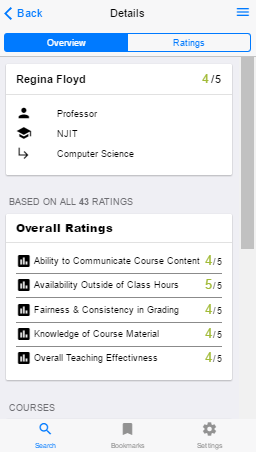 Back
Details
Overview
Ratings
Regina Floyd
4/5
Professor
NJIT
Computer Science
BASED ON ALL 43 RATINGS
Overall Ratings
Ability to Communicate Course Content 4/5
Availability Outside of Class Hours 5/5
Fairness & Consistency in Grading 4/5
Knowledge of Course Material 4/5
Overall Teaching Effectivness 4/5
COURSES
Search
Bookmarks
Settings